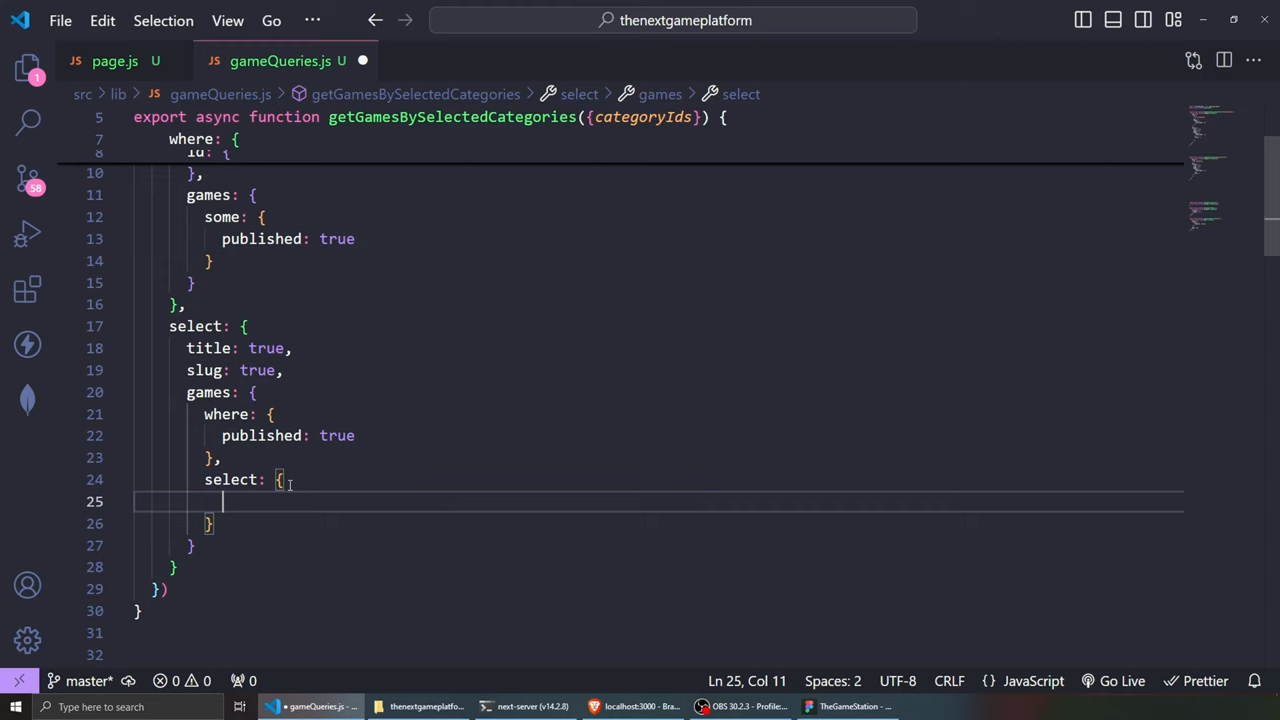 File Edit Selection View Go ··· thenextgameplatform
page.js U gameQueries.js U
src > lib > JS gameQueries.js > getGamesBySelectedCategories > select > games > select
5 export async function getGamesBySelectedCategories({categoryIds}) {
7 where: {
8 id: {
10 },
11 games: {
12 some: {
13 published: true
14 }
15 }
16 },
17 select: {
18 title: true,
19 slug: true,
20 games: {
21 where: {
22 published: true
23 },
24 select: {
25
26 }
27 }
28 }
29 })
30 }
31
32
master* 0 0 0 Ln 25, Col 11 Spaces: 2 UTF-8 CRLF {} JavaScript Go Live Prettier
Type here to search gameQueries.js - ... thenextgameplatfo... next-server (v14.2.8) localhost:3000 - Bra... OBS 30.2.3 - Profile:... TheGameStation - ...
1
58